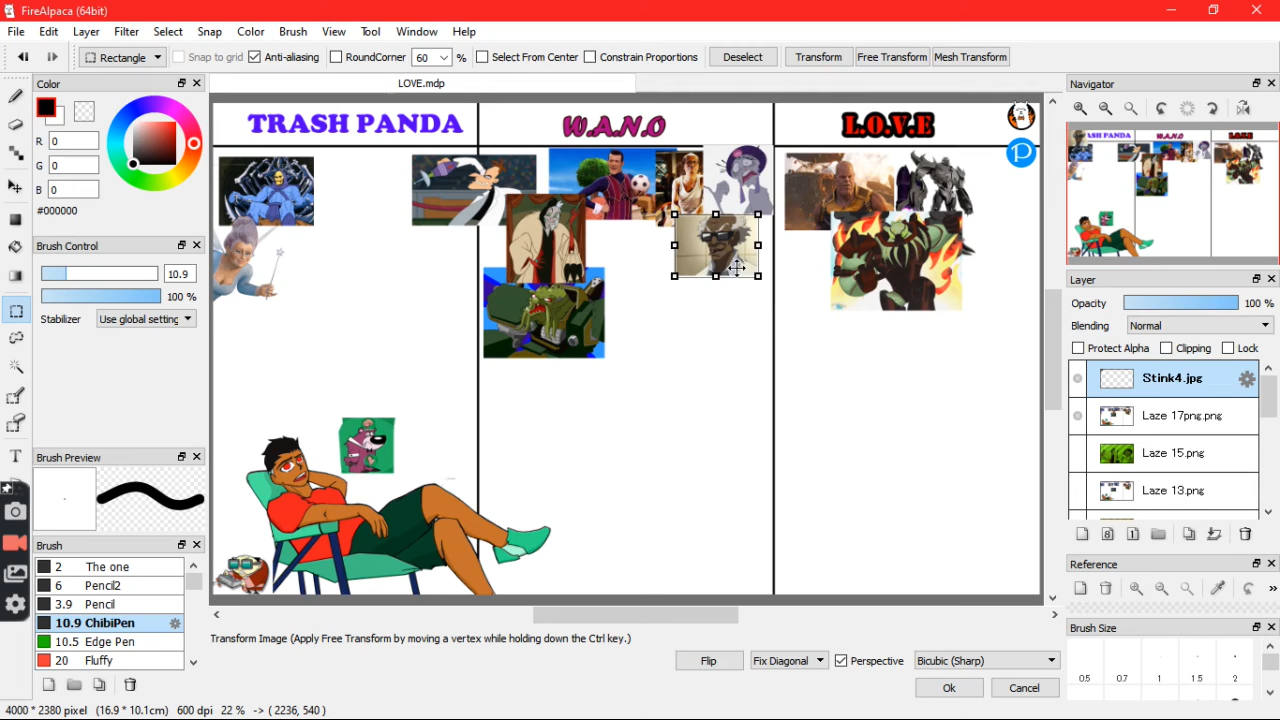 FireAlpaca (64bit)
File Edit Layer Filter Select Snap Color Brush View Tool Window Help
Rectangle Snap to grid Anti-aliasing RoundCorner 60 % Select From Center Constrain Proportions Deselect Transform Free Transform Mesh Transform
Color
LOVE.mdp
Navigator
R 0
G 0
B 0
#000000
TRASH PANDA W.A.N.O L.O.V.E
Brush Control
10.9
100 %
Stabilizer Use global setting
Layer
Opacity 100 %
Blending Normal
Protect Alpha Clipping Lock
Stink4.jpg
Laze 17png.png
Laze 15.png
Laze 13.png
Brush Preview
Brush
2 The one
6 Pencil2
3.9 Pencil
10.9 ChibiPen
10.5 Edge Pen
20 Fluffy
Reference
Brush Size
0.5 0.7 1 1.5 2
Transform Image (Apply Free Transform by moving a vertex while holding down the Ctrl key.)
Flip Fix Diagonal Perspective Bicubic (Sharp)
Ok Cancel
4000 * 2380 pixel (16.9 * 10.1cm) 600 dpi 22 % -> ( 2236, 540 )